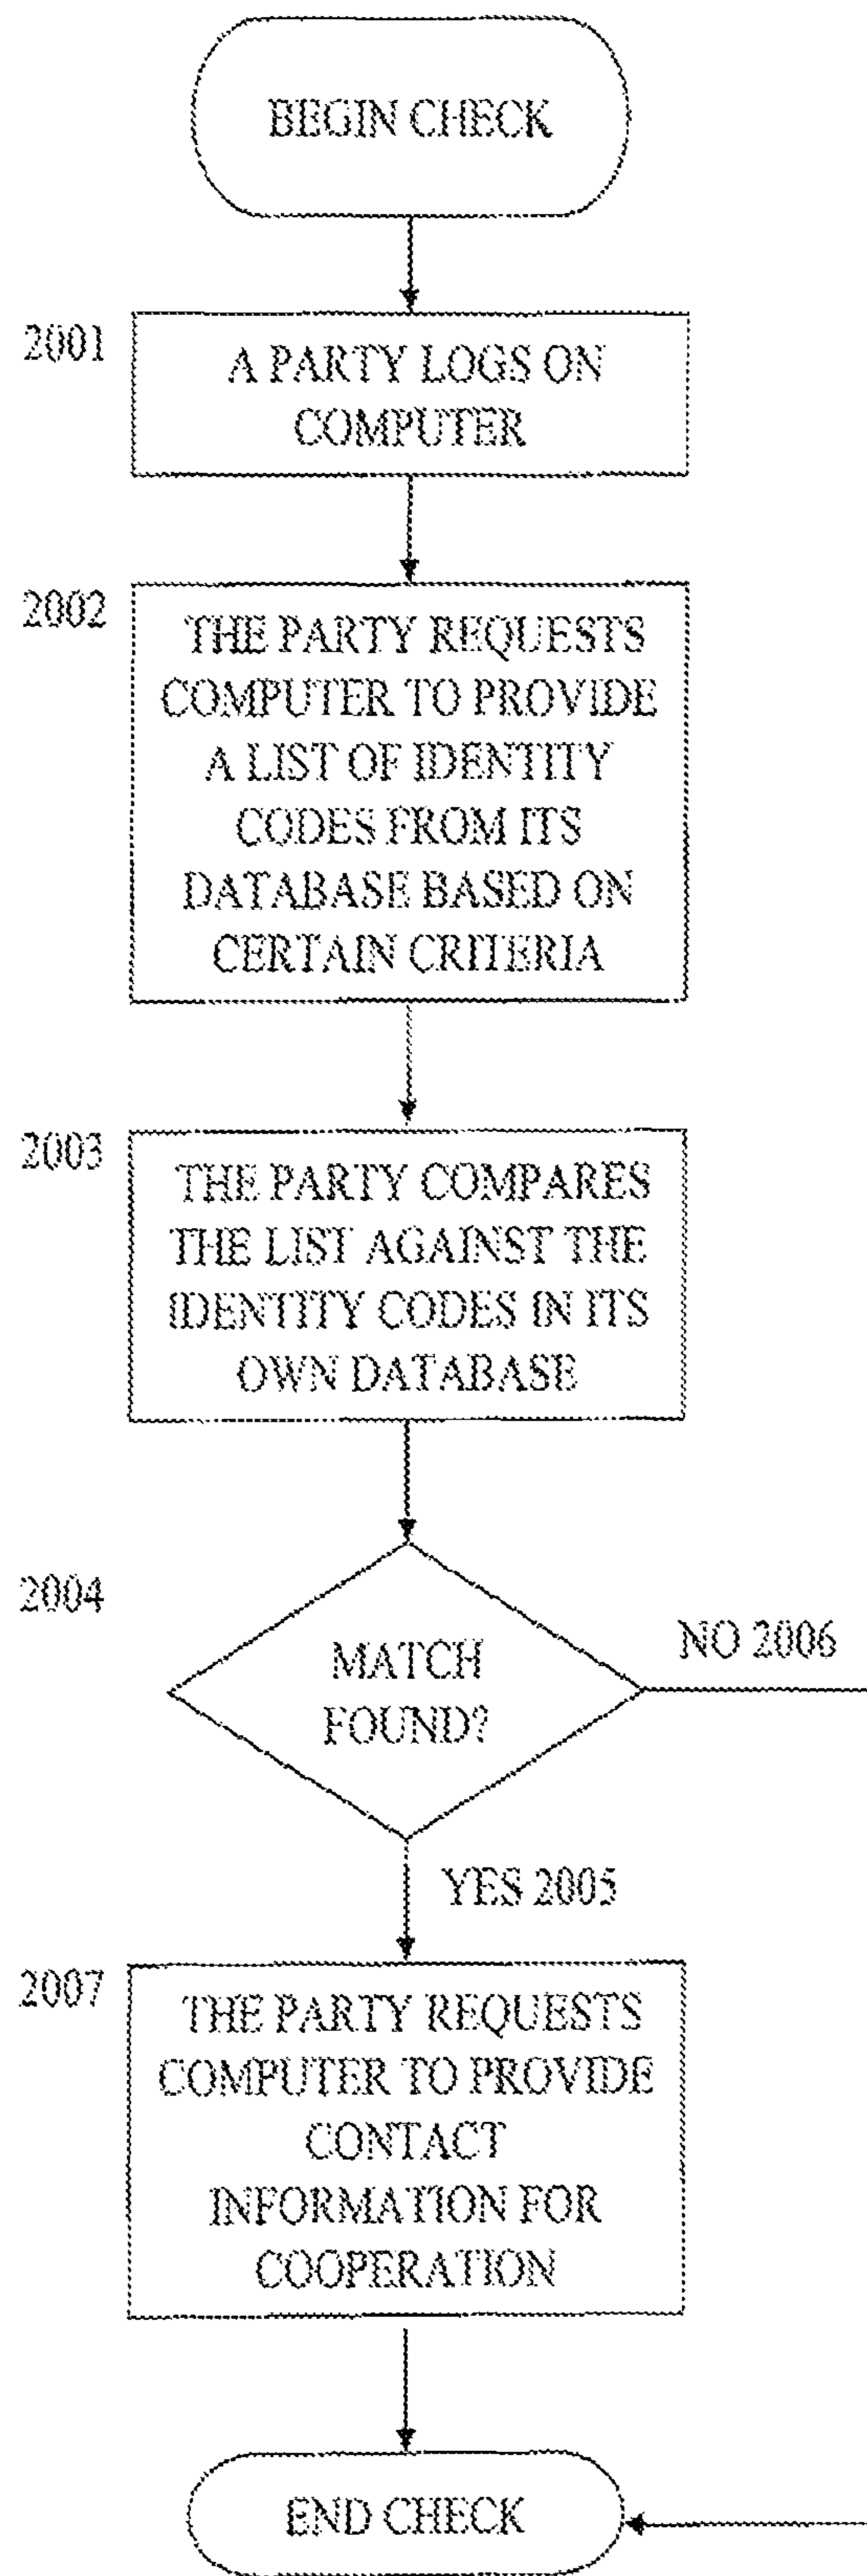 BEGIN CHECK
2001
A PARTY LOGS ON
COMPUTER
2002
THE PARTY REQUESTS
COMPUTER TO PROVIDE
A LIST OF IDENTITY
CODES FROM ITS
DATABASE BASED ON
CERTAIN CRITERIA
2003
THE PARTY COMPARES
THE LIST AGAINST THE
IDENTITY CODES IN ITS
OWN DATABASE
2004
MATCH
FOUND?
NO 2006
YES 2005
2007
THE PARTY REQUESTS
COMPUTER TO PROVIDE
CONTACT
INFORMATION FOR
COOPERATION
END CHECK